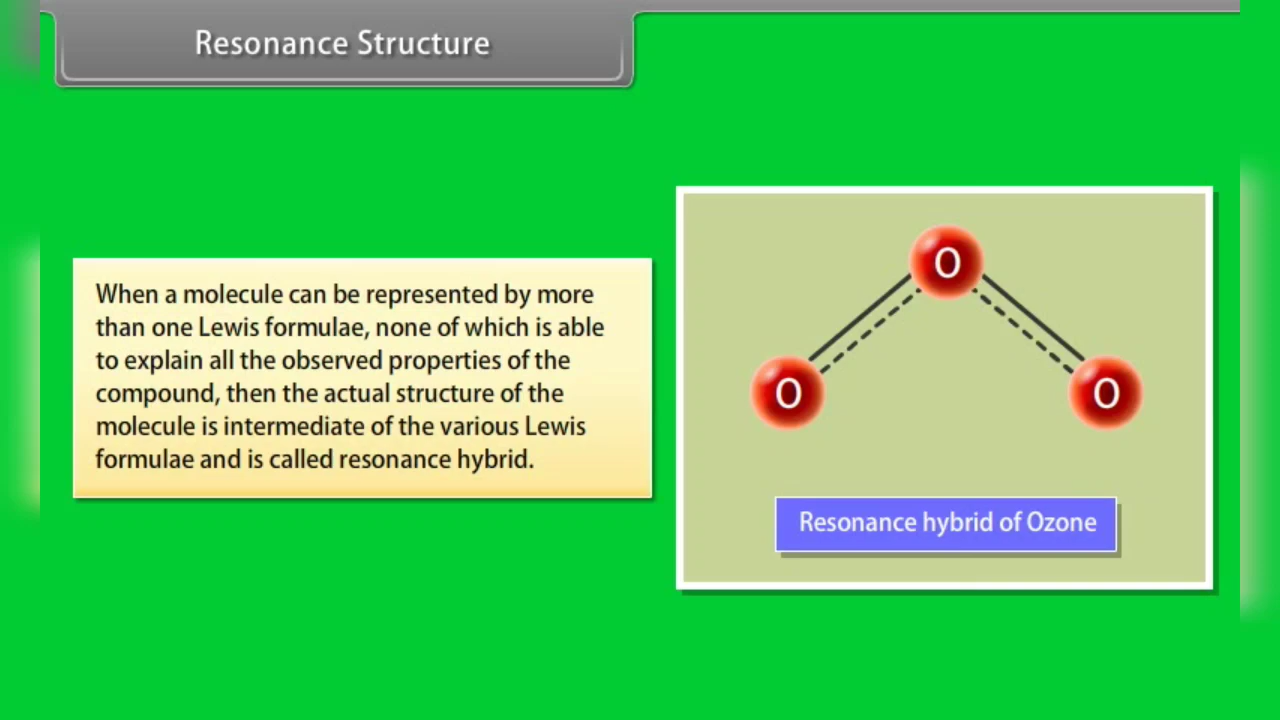 Resonance Structure
When a molecule can be represented by more
than one Lewis formulae, none of which is able
to explain all the observed properties of the
compound, then the actual structure of the
molecule is intermediate of the various Lewis
formulae and is called resonance hybrid.
O
O
O
Resonance hybrid of Ozone